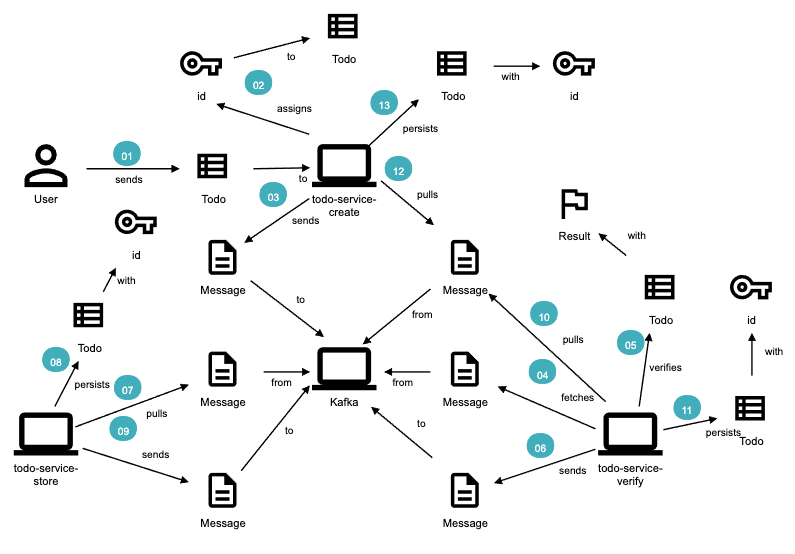 Todo
to
id
02
assigns
13
Todo
with
id
persists
01
User
sends
Todo
to
12
todo-service-
create
pulls
03
sends
id
with
Todo
Message
Message
Result
with
to
from
Todo
id
10
pulls
05
verifies
with
08
persists
07
pulls
Message
from
Kafka
from
Message
04
fetches
11
persists
Todo
09
todo-service-
store
sends
to
to
06
sends
todo-service-
verify
Message
Message